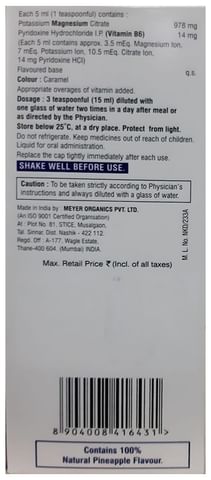 Each 5 ml (1 teaspoonful) contains :
Potassium Magnesium Citrate 978 mg
Pyridoxine Hydrochloride I.P. (Vitamin B6) 14 mg
(Each 5 ml contains approx. 3.5 mEq. Magnesium Ion,
7 mEq. Potassium Ion, 10.5 mEq. Citrate Ion,
14 mg Pyridoxine HCl)
Flavoured base q.s.
Colour : Caramel
Appropriate overages of vitamin added.
Dosage : 3 teaspoonful (15 ml) diluted with
one glass of water two times in a day after meal or
as directed by the Physician.
Store below 25°C, at a dry place. Protect from light.
Do not refrigerate. Keep medicines out of reach of children.
Liquid for oral administration.
Replace the cap tightly immediately after each use.
SHAKE WELL BEFORE USE.
Caution : To be taken strictly according to Physician's
instructions and always diluted with a glass of water.
Made in India by MEYER ORGANICS PVT. LTD.
(An ISO 9001 Certified Organisation)
At : Plot No. 81, STICE, Musalgaon,
Tal. Sinnar, Dist. Nashik - 422 112.
Regd. Off : A-177, Wagle Estate,
Thane-400 604 (Mumbai) INDIA.
M. L. No. NKD/233A
Max. Retail Price ₹ (Incl. of all taxes)
8 904008 416431 >
Contains 100%
Natural Pineapple Flavour.